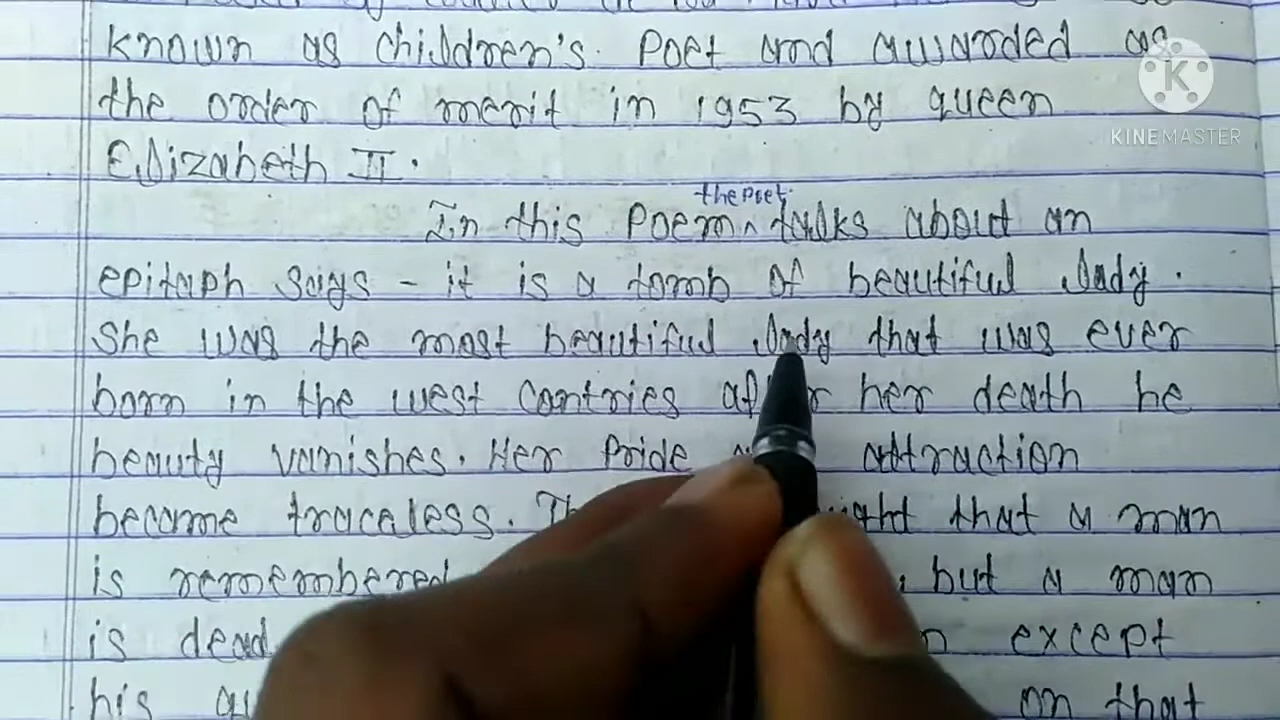 known as children's. Poet and awarded as
the order of merit in 1953 by queen
Elizabeth II.
the Poet.
In this Poem ^ talks about an
epitaph says - it is a tomb of beautiful lady.
She was the most beautiful lady that was ever
born in the west contries after her death he
beauty vanishes. Her Pride attraction
become traceless. that a man
is remembered but a man
is dead except
his on that
KINEMASTER